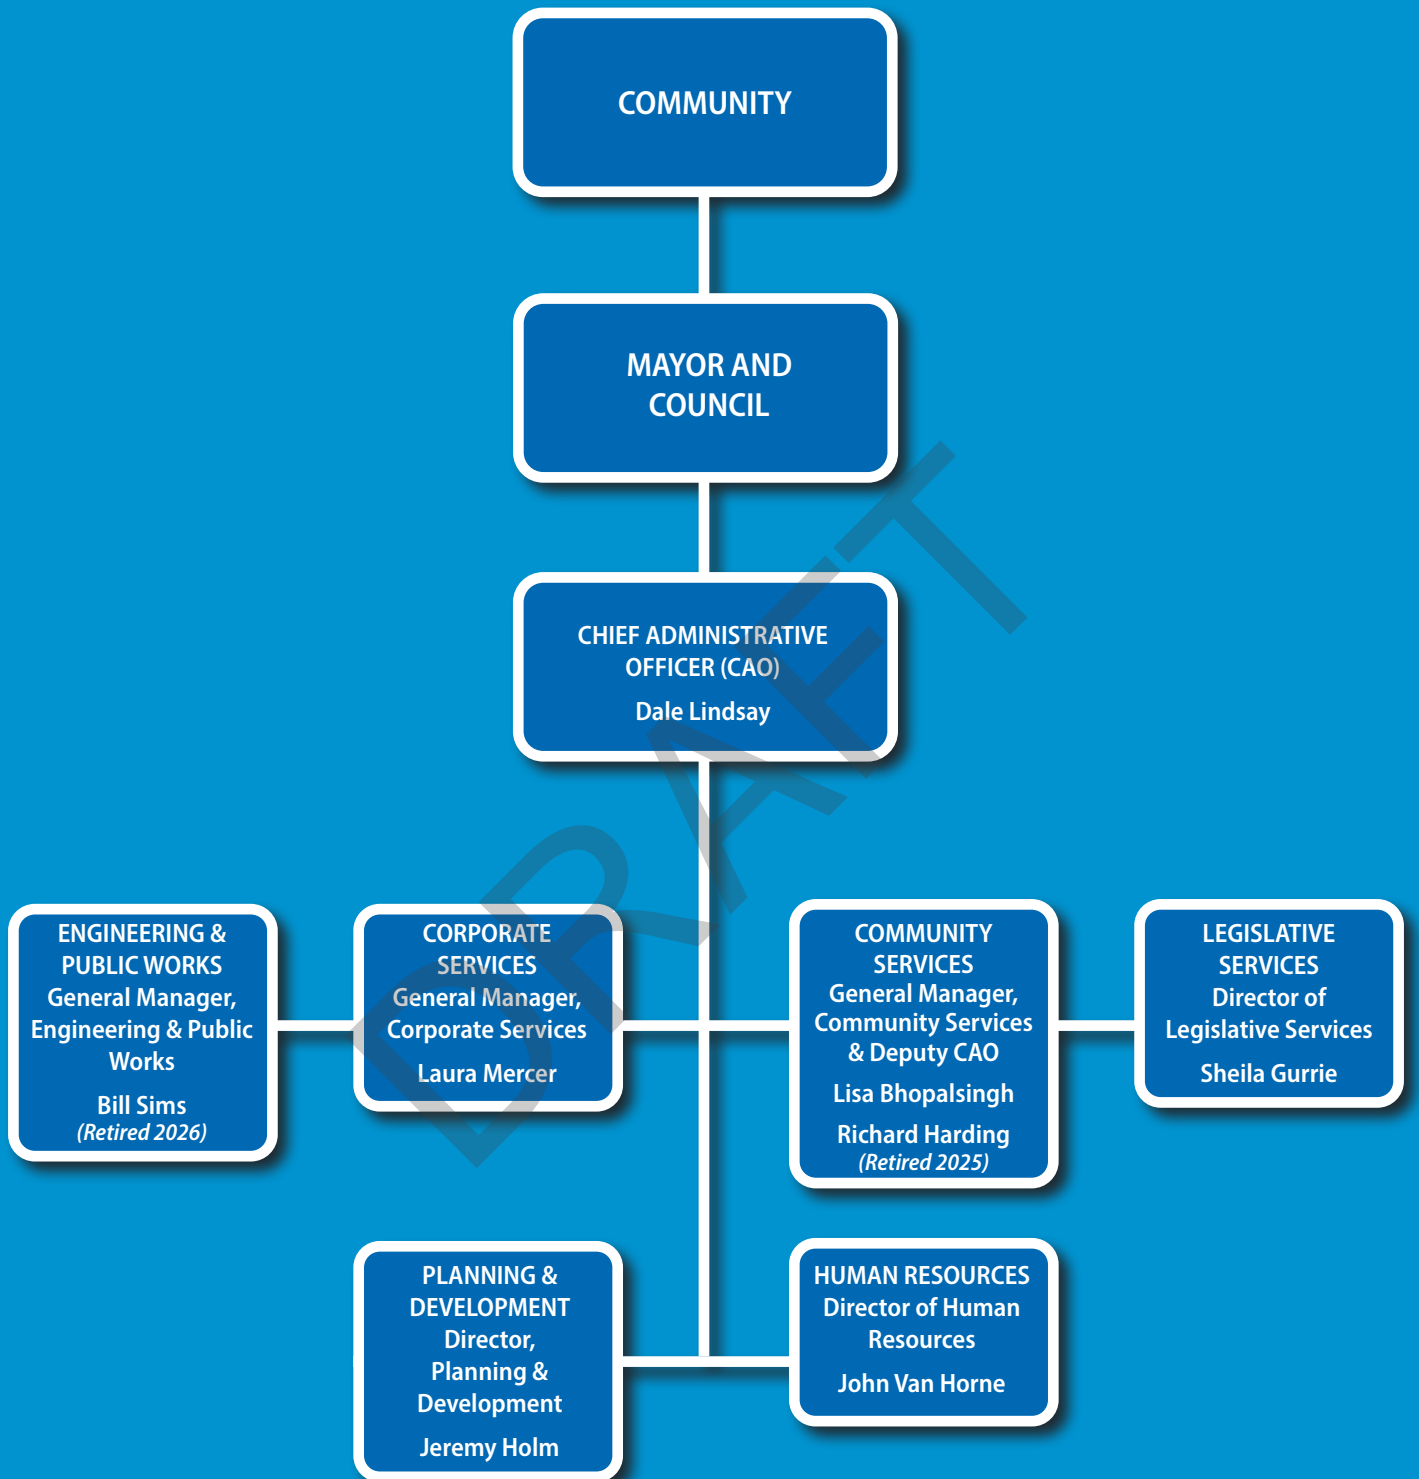 COMMUNITY
MAYOR AND
COUNCIL
CHIEF ADMINISTRATIVE
OFFICER (CAO)
Dale Lindsay
DRAFT
ENGINEERING &
PUBLIC WORKS
General Manager,
Engineering & Public
Works
Bill Sims
(Retired 2026)
CORPORATE
SERVICES
General Manager,
Corporate Services
Laura Mercer
COMMUNITY
SERVICES
General Manager,
Community Services
& Deputy CAO
Lisa Bhopalsingh
Richard Harding
(Retired 2025)
LEGISLATIVE
SERVICES
Director of
Legislative Services
Sheila Gurrie
PLANNING &
DEVELOPMENT
Director,
Planning &
Development
Jeremy Holm
HUMAN RESOURCES
Director of Human
Resources
John Van Horne